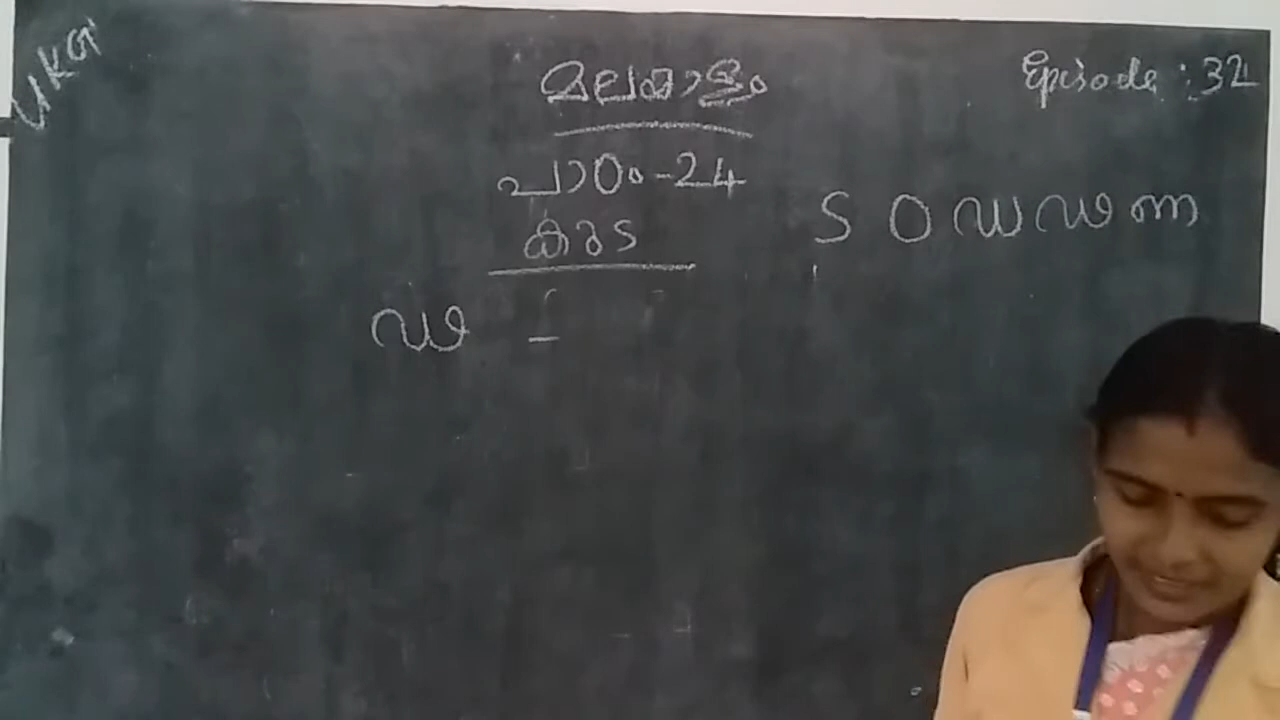 UKG
മലയാളം
Episode : 32
പാഠം-24
കുട
ട ഠ ഡ ഢ ണ
ഢ -